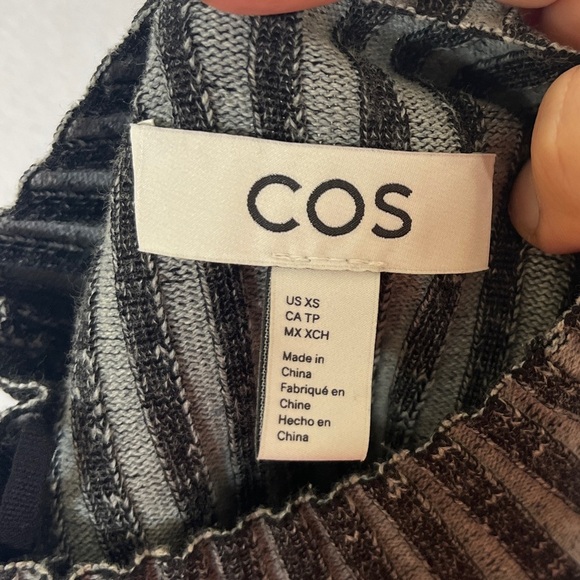 COS
US XS
CA TP
MX XCH
Made in
China
Fabriqué en
Chine
Hecho en
China